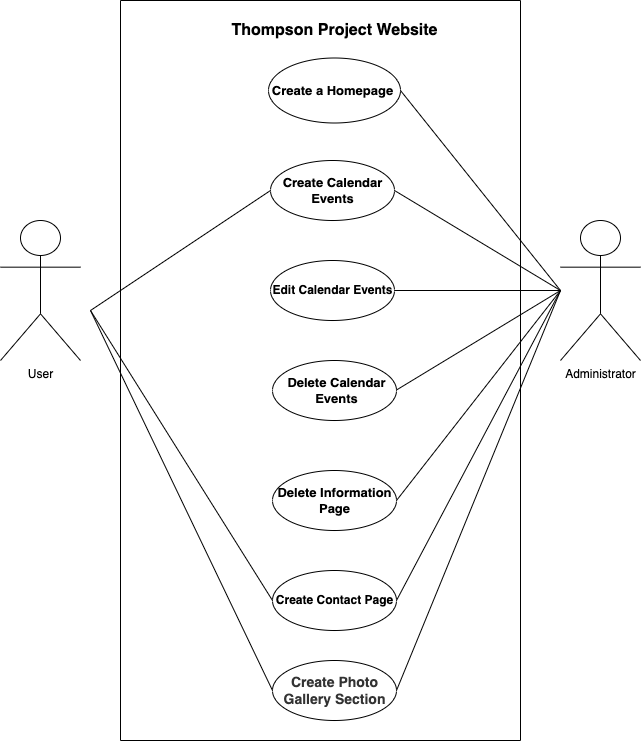 Thompson Project Website
Create a Homepage
Create Calendar
Events
Edit Calendar Events
Delete Calendar
Events
Delete Information
Page
Create Contact Page
Create Photo
Gallery Section
User
Administrator